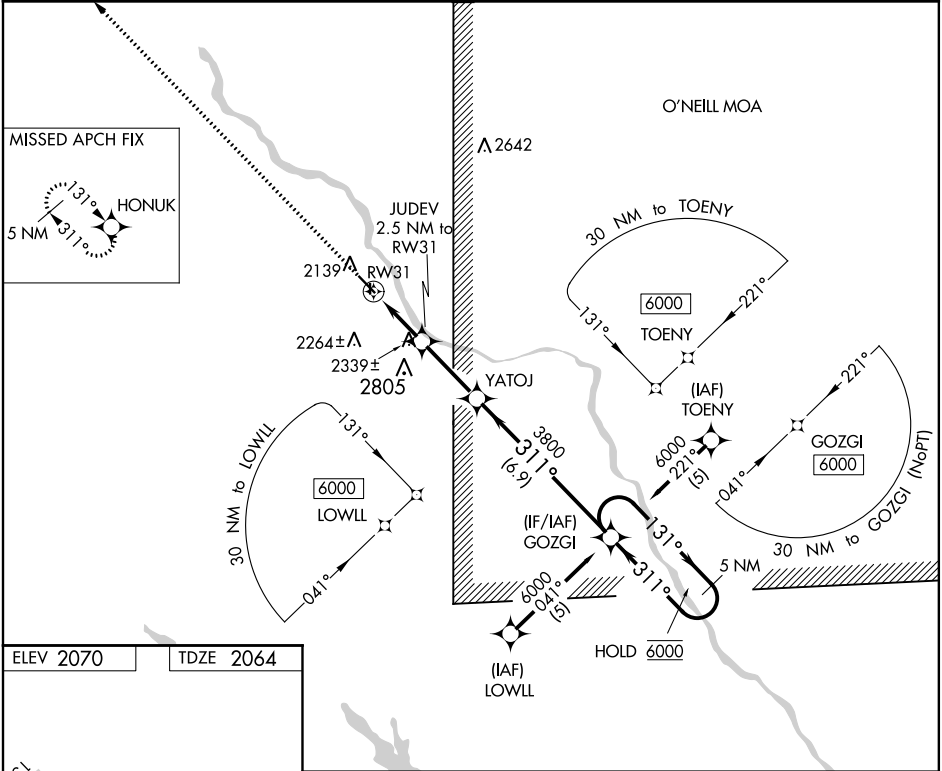 O'NEILL MOA
2642
MISSED APCH FIX
131°
HONUK
5 NM
311°
JUDEV
2.5 NM to
RW31
30 NM to TOENY
2139
RW31
6000
221°
131°
TOENY
2264±
2339±
2805
YATOJ
(IAF)
TOENY
221°
3800
311°
(6.9)
6000
221°
(5)
GOZGI
6000
041°
30 NM to GOZGI (NoPT)
30 NM to LOWLL
131°
6000
LOWLL
041°
(IF/IAF)
GOZGI
131°
311°
5 NM
6000
041°
(5)
HOLD 6000
(IAF)
LOWLL
ELEV 2070
TDZE 2064